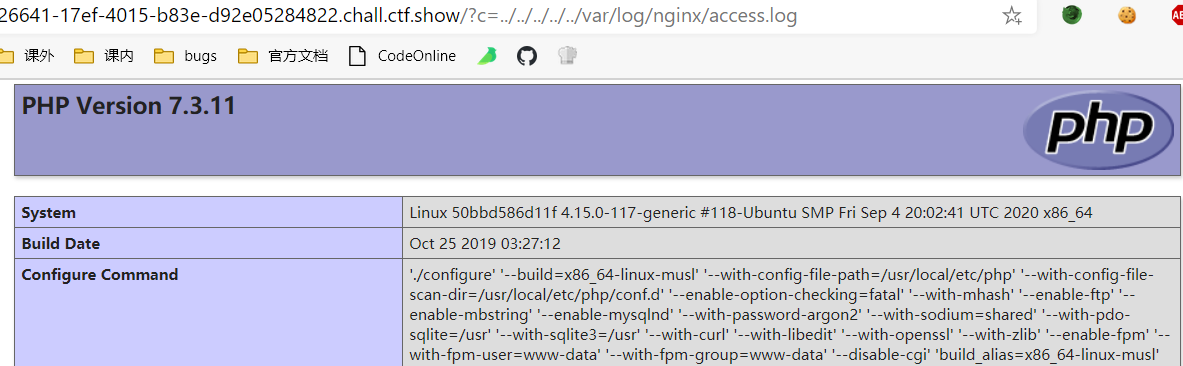 26641-17ef-4015-b83e-d92e05284822.chall.ctf.show/?c=../../../../../var/log/nginx/access.log
课外 课内 bugs 官方文档 CodeOnline
PHP Version 7.3.11
php
System Linux 50bbd586d11f 4.15.0-117-generic #118-Ubuntu SMP Fri Sep 4 20:02:41 UTC 2020 x86_64
Build Date Oct 25 2019 03:27:12
Configure Command './configure' '--build=x86_64-linux-musl' '--with-config-file-path=/usr/local/etc/php' '--with-config-file-
scan-dir=/usr/local/etc/php/conf.d' '--enable-option-checking=fatal' '--with-mhash' '--enable-ftp' '--
enable-mbstring' '--enable-mysqlnd' '--with-password-argon2' '--with-sodium=shared' '--with-pdo-
sqlite=/usr' '--with-sqlite3=/usr' '--with-curl' '--with-libedit' '--with-openssl' '--with-zlib' '--enable-fpm' '--
with-fpm-user=www-data' '--with-fpm-group=www-data' '--disable-cgi' 'build_alias=x86_64-linux-musl'